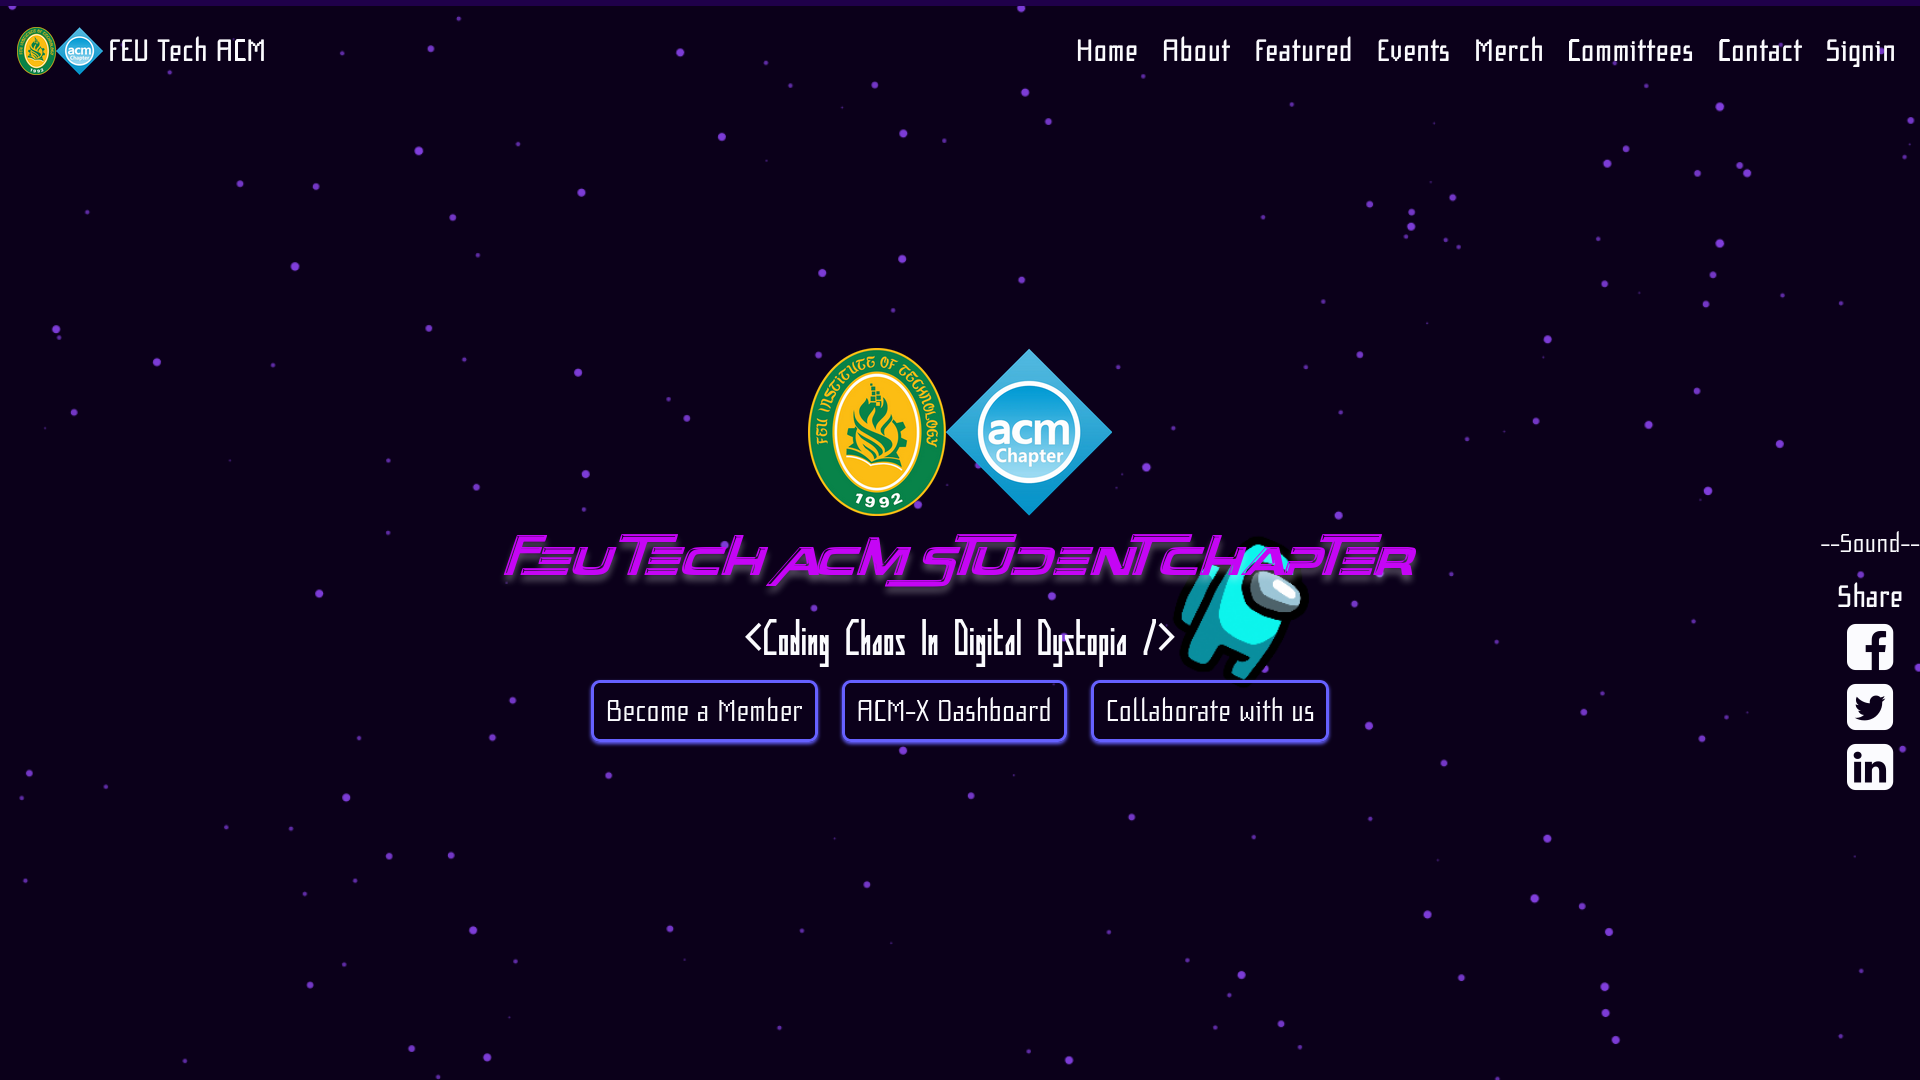 FEU Tech ACM
Home About Featured Events Merch Committees Contact Signin
FEU INSTITUTE OF TECHNOLOGY
1992
acm
Chapter
FEU TECH ACM STUDENT CHAPTER
<Coding Chaos In Digital Dystopia />
Become a Member
ACM-X Dashboard
Collaborate with us
--Sound--
Share